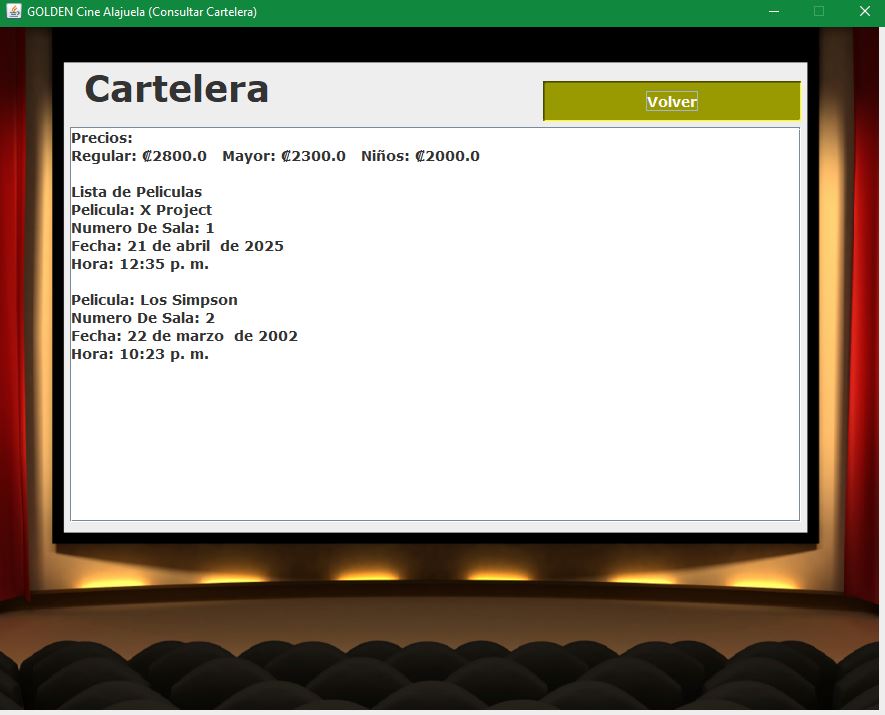 GOLDEN Cine Alajuela (Consultar Cartelera)
Cartelera
Volver
Precios:
Regular: ₡2800.0   Mayor: ₡2300.0   Niños: ₡2000.0
Lista de Peliculas
Pelicula: X Project
Numero De Sala: 1
Fecha: 21 de abril  de 2025
Hora: 12:35 p. m.
Pelicula: Los Simpson
Numero De Sala: 2
Fecha: 22 de marzo  de 2002
Hora: 10:23 p. m.